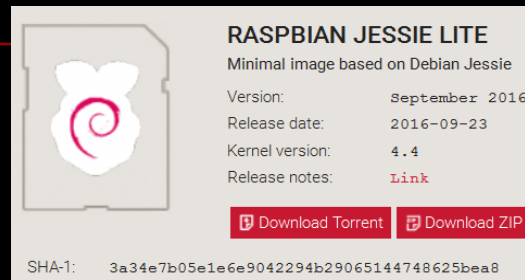 RASPBIAN JESSIE LITE
Minimal image based on Debian Jessie
Version: September 2016
Release date: 2016-09-23
Kernel version: 4.4
Release notes: Link
Download Torrent Download ZIP
SHA-1: 3a34e7b05e1e6e9042294b29065144748625bea8